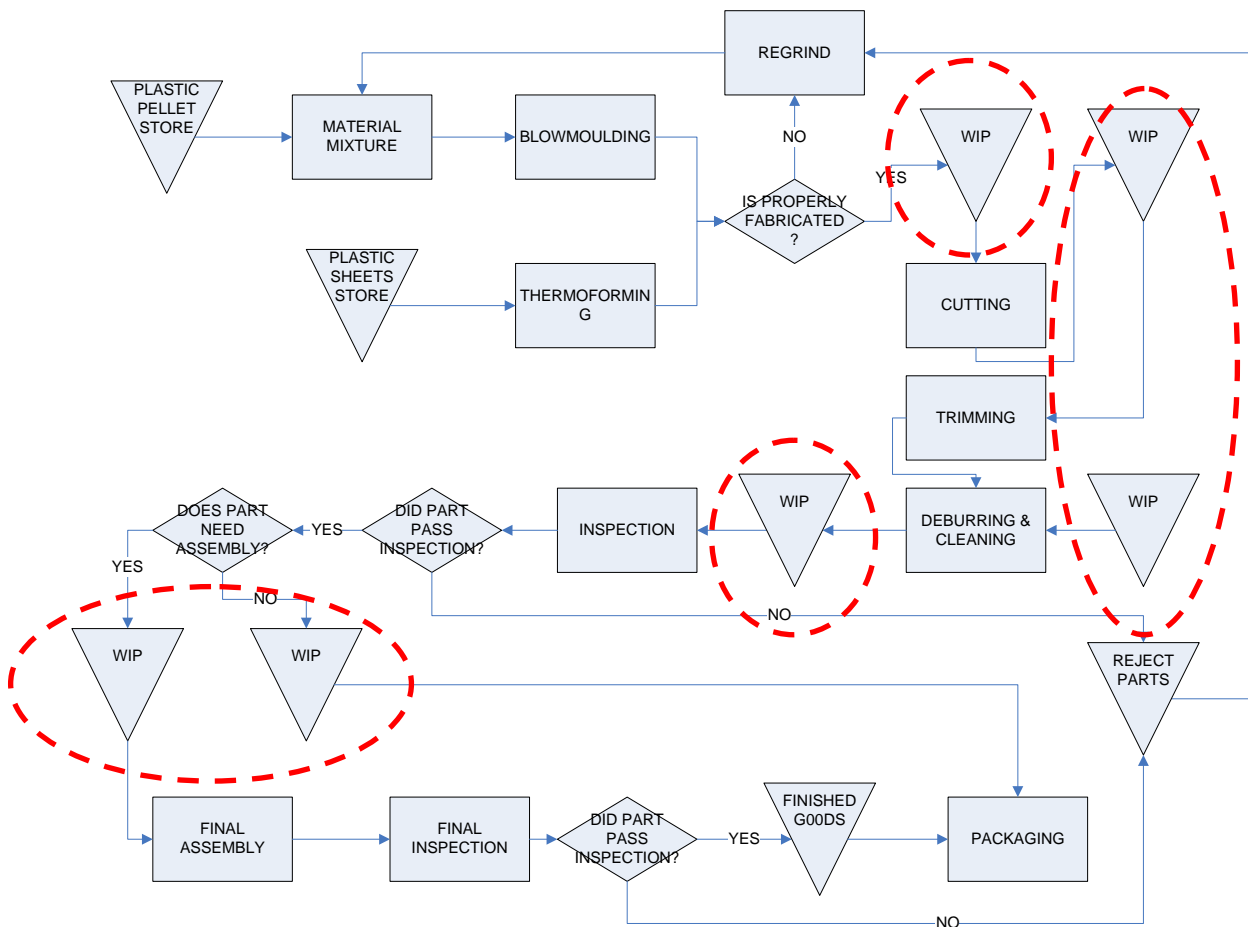 REGRIND
PLASTIC
PELLET
STORE
MATERIAL
MIXTURE
BLOWMOULDING
NO
WIP
WIP
YES
IS PROPERLY
FABRICATED
?
PLASTIC
SHEETS
STORE
THERMOFORMIN
G
CUTTING
TRIMMING
DOES PART
NEED
ASSEMBLY?
YES
DID PART
PASS
INSPECTION?
INSPECTION
WIP
DEBURRING &
CLEANING
WIP
YES
NO
NO
WIP
WIP
REJECT
PARTS
FINAL
ASSEMBLY
FINAL
INSPECTION
DID PART
PASS
INSPECTION?
YES
FINISHED
G00DS
PACKAGING
NO